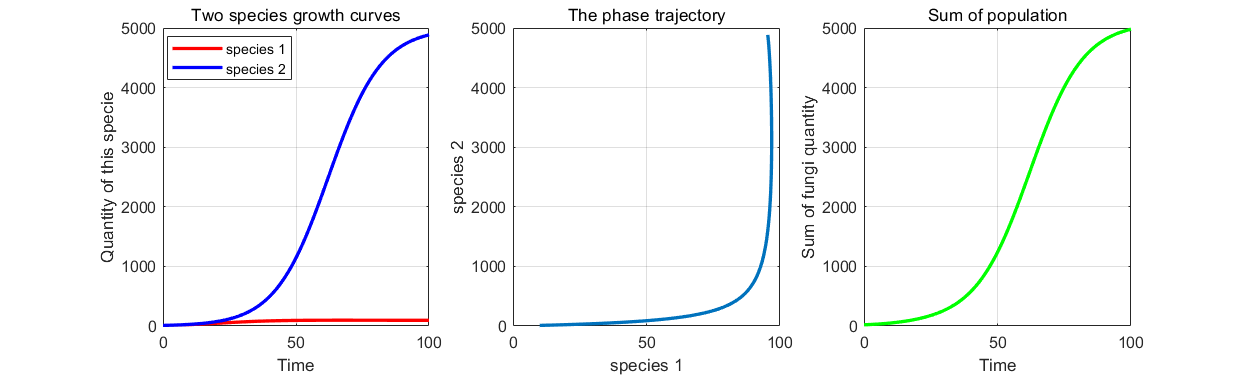 Two species growth curves
5000
4000
3000
2000
1000
0
Quantity of this specie
species 1
species 2
0
50
100
Time
The phase trajectory
5000
4000
3000
2000
1000
0
species 2
0
50
100
species 1
Sum of population
5000
4000
3000
2000
1000
0
Sum of fungi quantity
0
50
100
Time